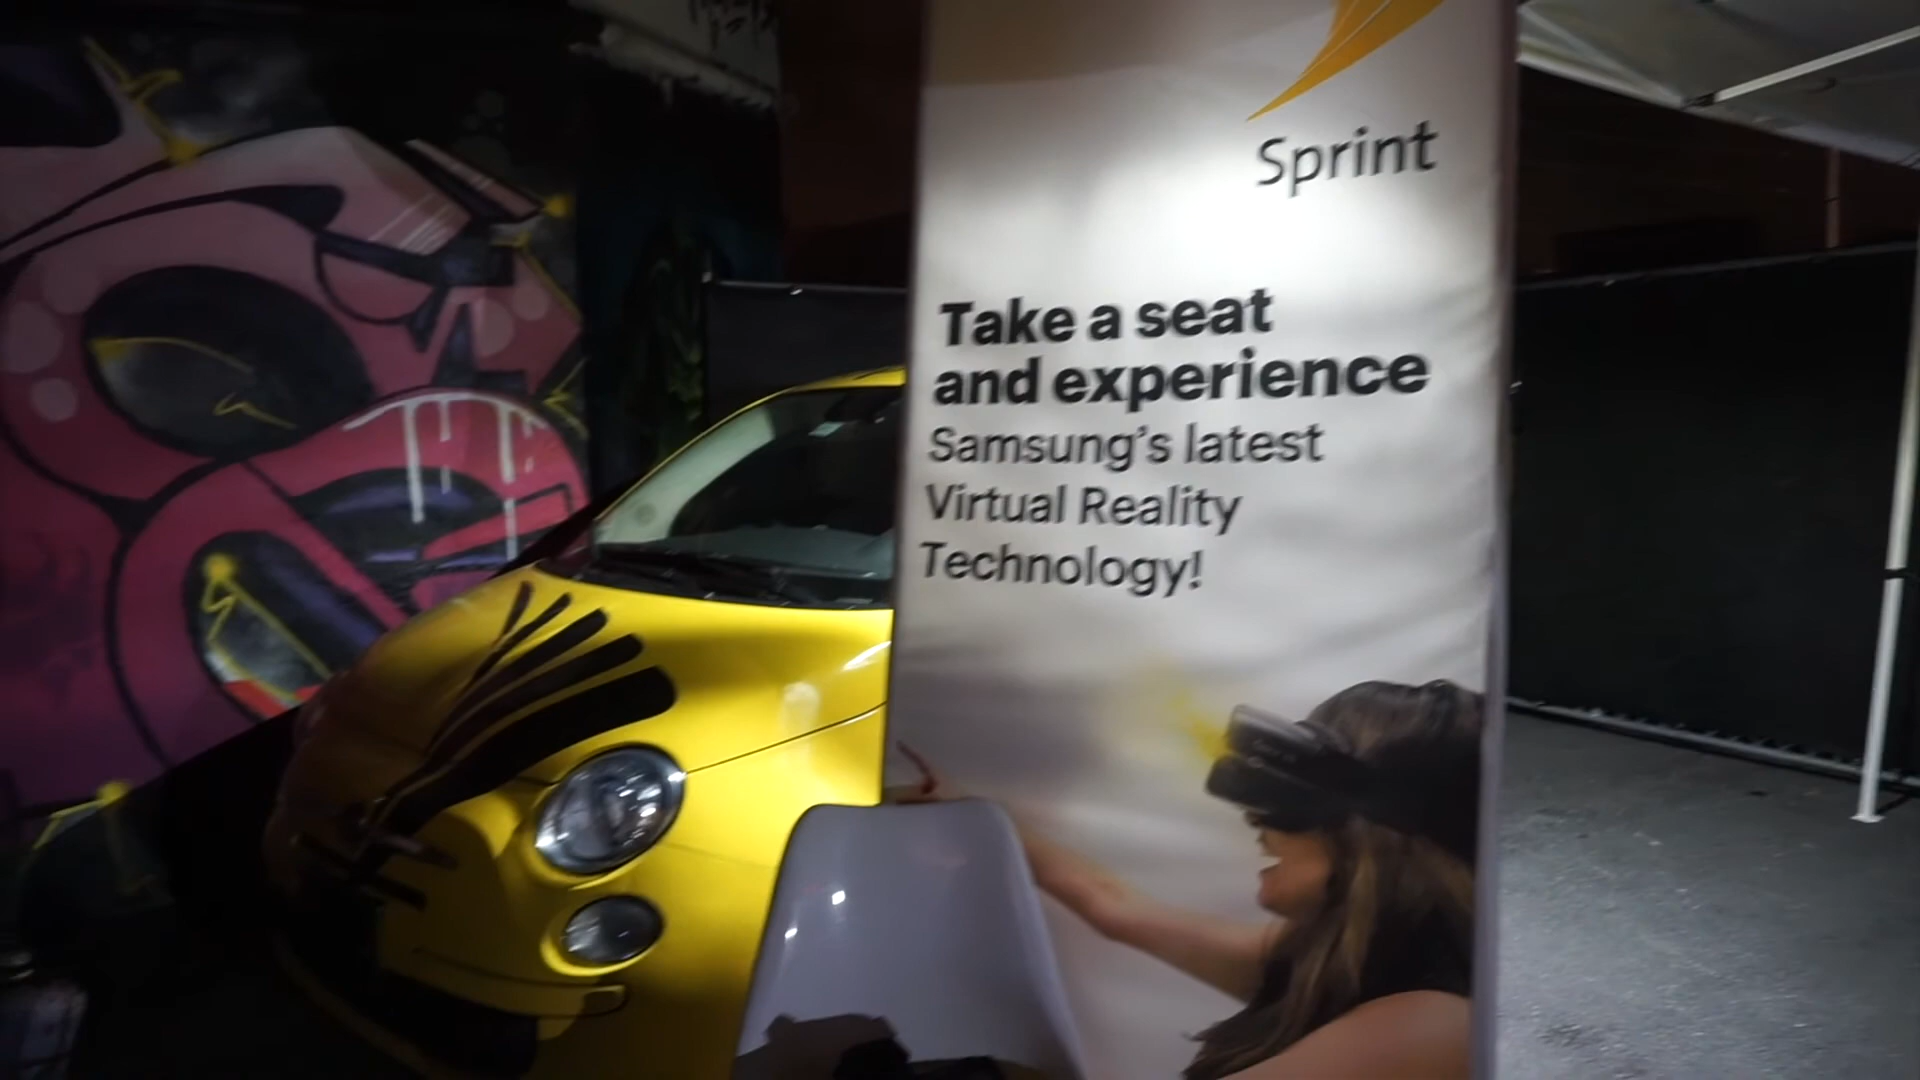 Sprint
Take a seat
and experience
Samsung's latest
Virtual Reality
Technology!